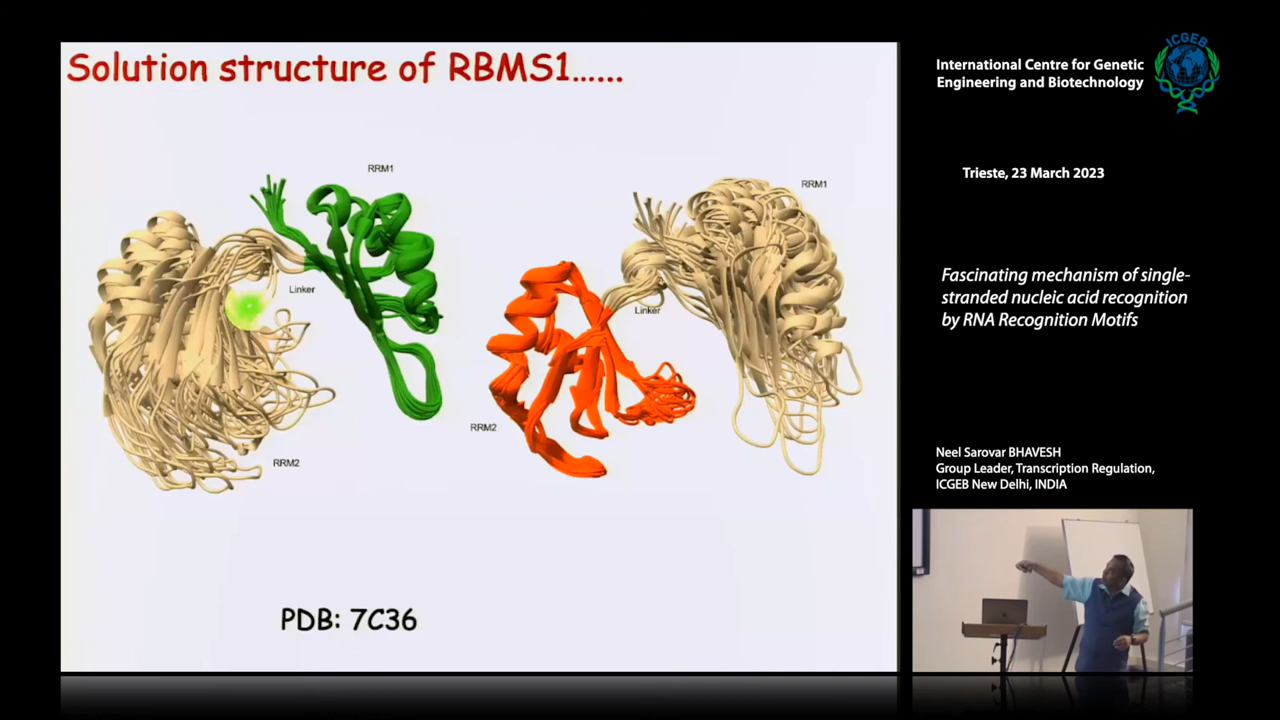 Solution structure of RBMS1......
RRM1
Linker
RRM2
RRM1
Linker
RRM2
PDB: 7C36
International Centre for Genetic
Engineering and Biotechnology
ICGEB
Trieste, 23 March 2023
Fascinating mechanism of single-
stranded nucleic acid recognition
by RNA Recognition Motifs
Neel Sarovar BHAVESH
Group Leader, Transcription Regulation,
ICGEB New Delhi, INDIA